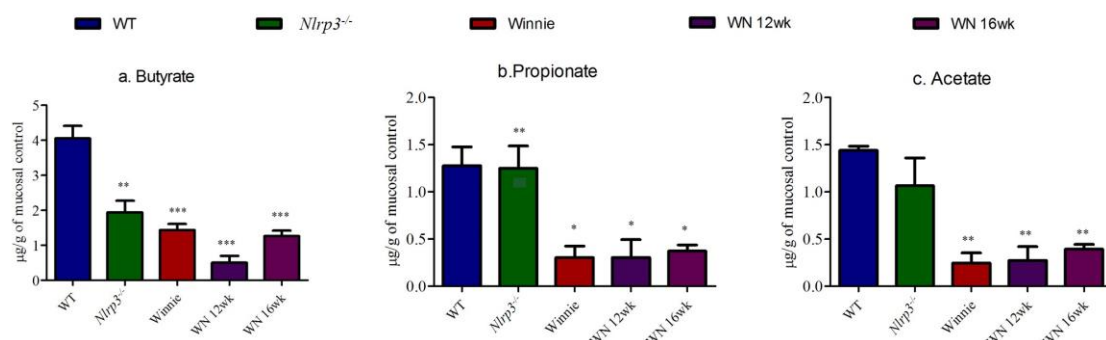 WT Nlrp3-/- Winnie WN 12wk WN 16wk
a. Butyrate
µg/g of mucosal control
5
4
3
2
1
0
**
***
***
***
WT Nlrp3-/- Winnie WN 12wk WN 16wk
b.Propionate
µg/g of mucosal control
2.0
1.5
1.0
0.5
0.0
**
*
*
*
WT Nlrp3-/- Winnie WN 12wk WN 16wk
c. Acetate
µg/g of mucosal control
2.0
1.5
1.0
0.5
0.0
**
**
**
WT Nlrp3-/- Winnie WN 12wk WN 16wk